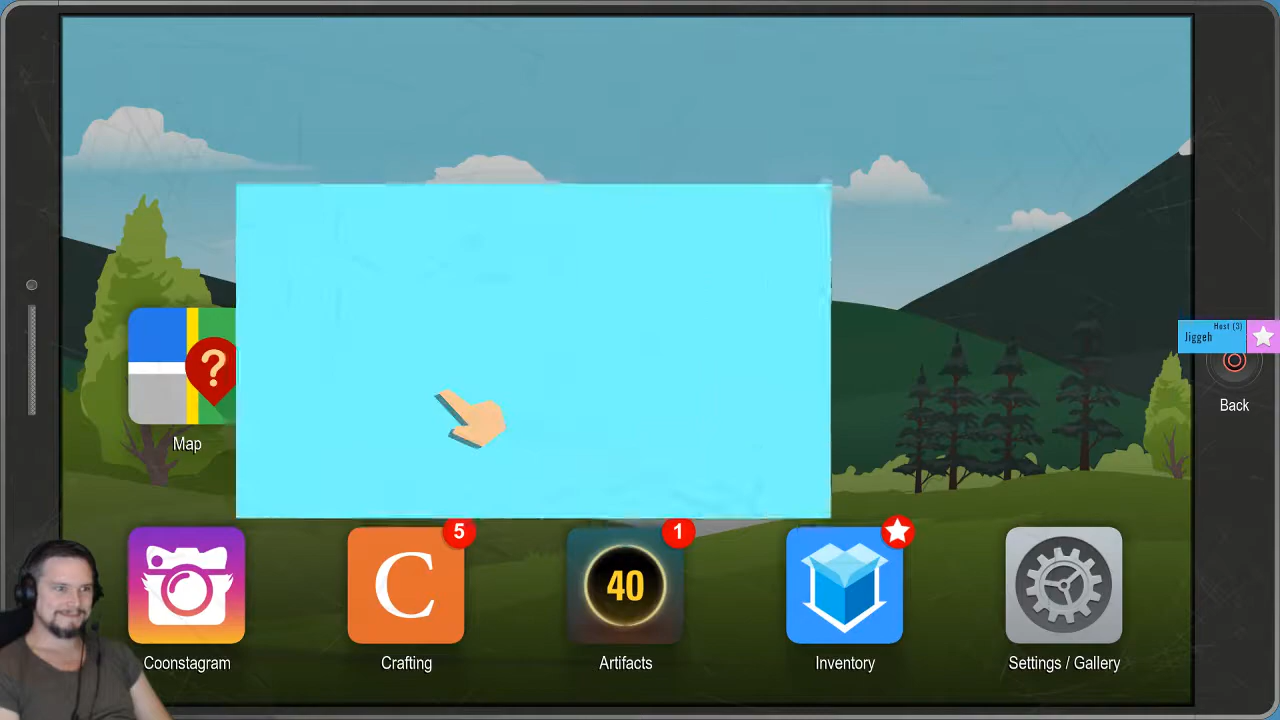 Host (3)
Jiggeh
?
Back
Map
5
1
C
40
Coonstagram
Crafting
Artifacts
Inventory
Settings / Gallery